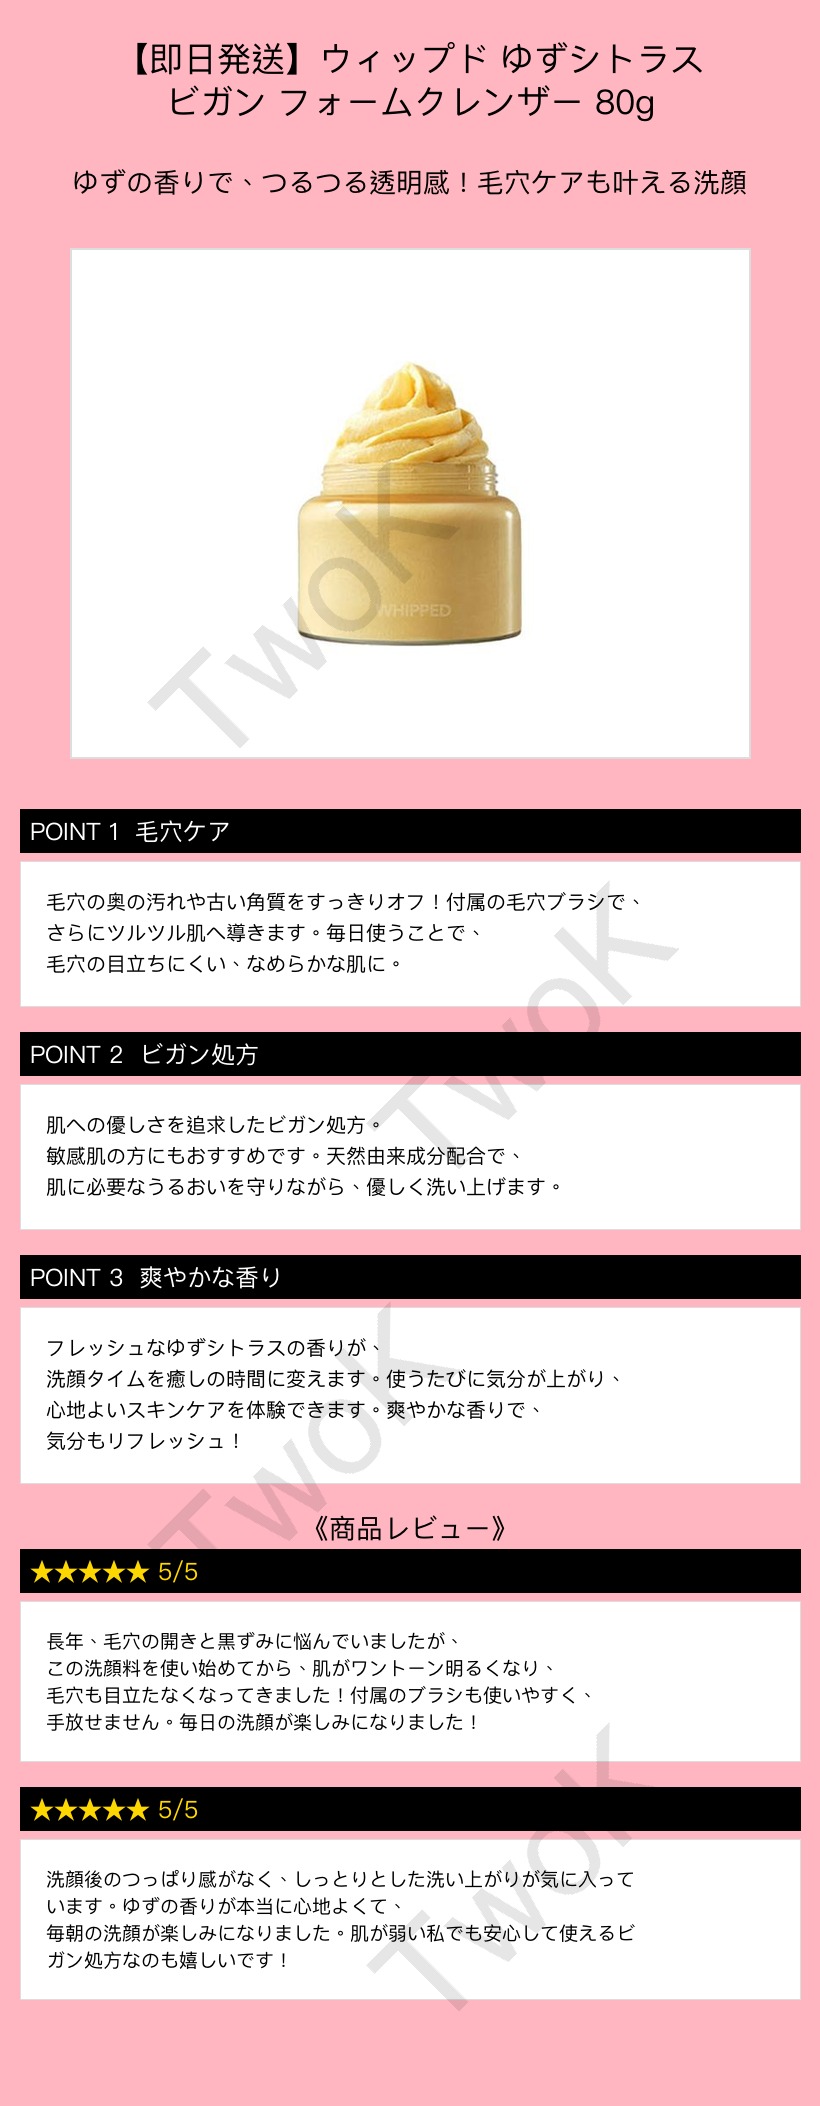 【即日発送】ウィップド ゆずシトラス
ビガン フォームクレンザー 80g
ゆずの香りで、つるつる透明感！毛穴ケアも叶える洗顔
WHIPPED
TwoK
POINT 1 毛穴ケア
毛穴の奥の汚れや古い角質をすっきりオフ！付属の毛穴ブラシで、
さらにツルツル肌へ導きます。毎日使うことで、
毛穴の目立ちにくい、なめらかな肌に。
TwoK
POINT 2 ビガン処方
肌への優しさを追求したビガン処方。
敏感肌の方にもおすすめです。天然由来成分配合で、
肌に必要なうるおいを守りながら、優しく洗い上げます。
POINT 3 爽やかな香り
フレッシュなゆずシトラスの香りが、
洗顔タイムを癒しの時間に変えます。使うたびに気分が上がり、
心地よいスキンケアを体験できます。爽やかな香りで、
気分もリフレッシュ！
TwoK
《商品レビュー》
★★★★★ 5/5
長年、毛穴の開きと黒ずみに悩んでいましたが、
この洗顔料を使い始めてから、肌がワントーン明るくなり、
毛穴も目立たなくなってきました！付属のブラシも使いやすく、
手放せません。毎日の洗顔が楽しみになりました！
★★★★★ 5/5
洗顔後のつっぱり感がなく、しっとりとした洗い上がりが気に入って
います。ゆずの香りが本当に心地よくて、
毎朝の洗顔が楽しみになりました。肌が弱い私でも安心して使えるビ
ガン処方なのも嬉しいです！
TwoK